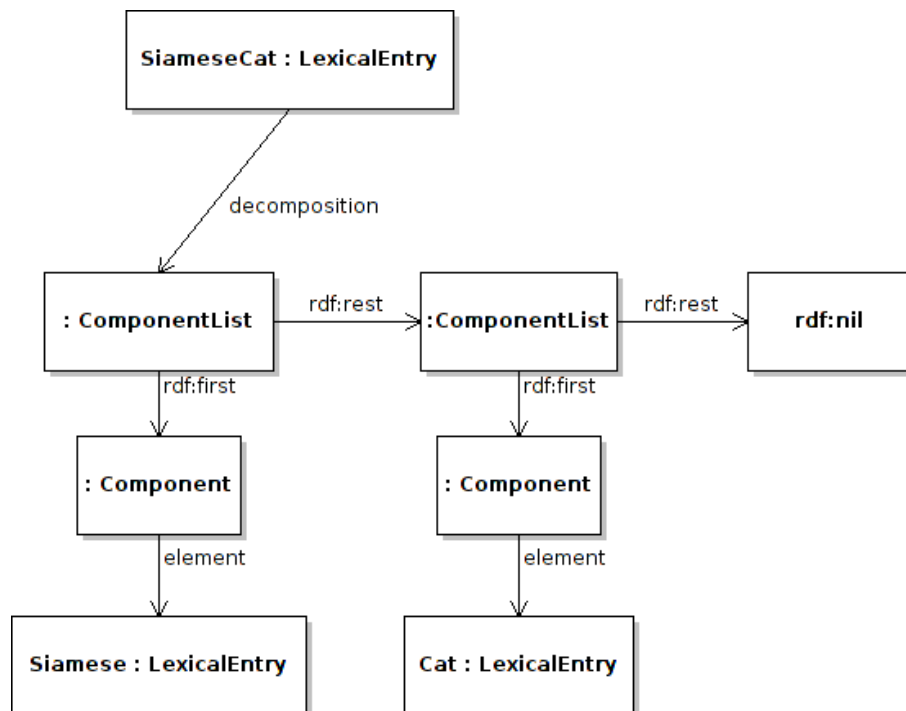 SiameseCat : LexicalEntry
decomposition
: ComponentList
rdf:rest
:ComponentList
rdf:rest
rdf:nil
rdf:first
rdf:first
: Component
: Component
element
element
Siamese : LexicalEntry
Cat : LexicalEntry